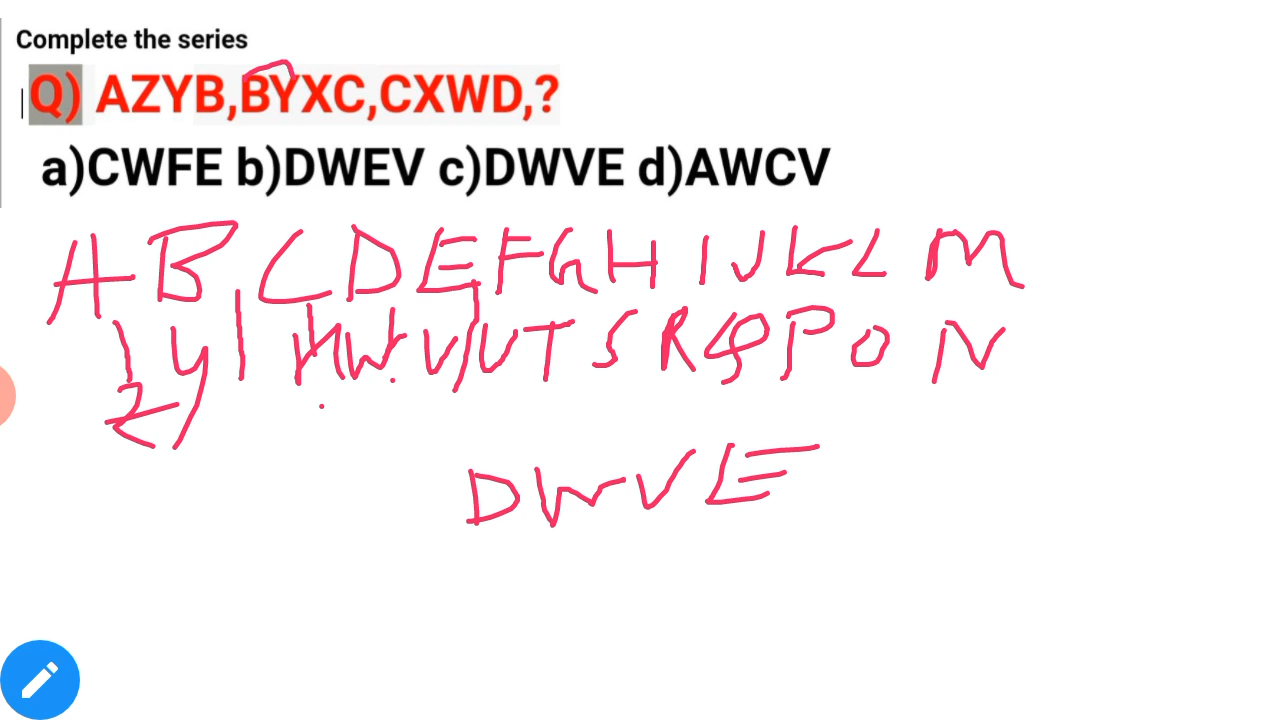 Complete the series
Q) AZYB,BYXC,CXWD,?
a)CWFE b)DWEV c)DWVE d)AWCV
A B C D E F G H I J K L M
Z Y X W V U T S R Q P O N
DWVE